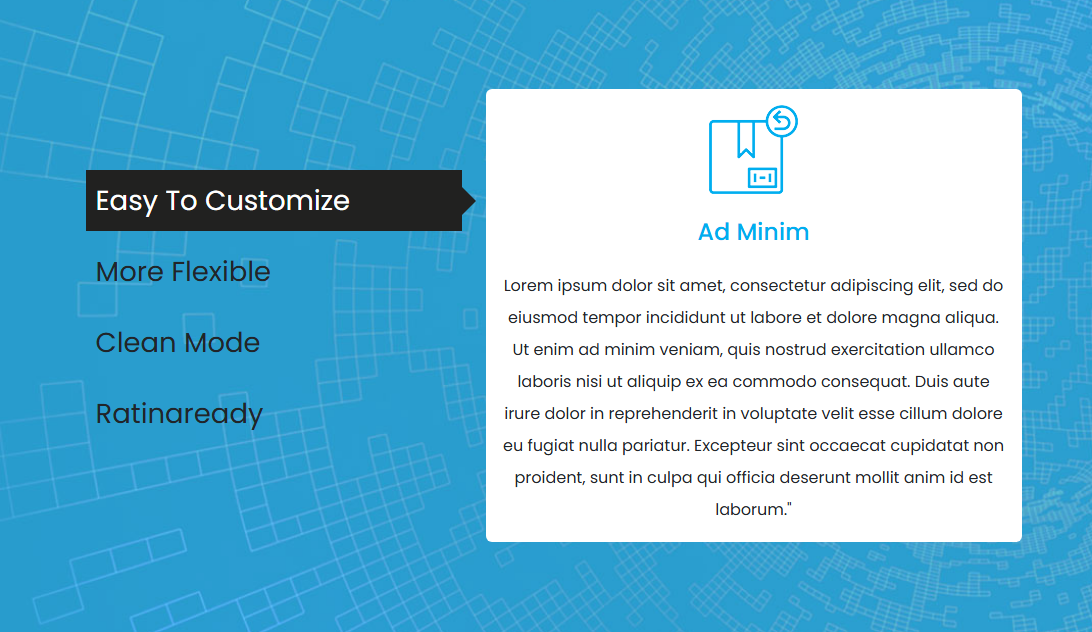 Easy To Customize
More Flexible
Clean Mode
Ratinaready
Ad Minim
Lorem ipsum dolor sit amet, consectetur adipiscing elit, sed do
eiusmod tempor incididunt ut labore et dolore magna aliqua.
Ut enim ad minim veniam, quis nostrud exercitation ullamco
laboris nisi ut aliquip ex ea commodo consequat. Duis aute
irure dolor in reprehenderit in voluptate velit esse cillum dolore
eu fugiat nulla pariatur. Excepteur sint occaecat cupidatat non
proident, sunt in culpa qui officia deserunt mollit anim id est
laborum."